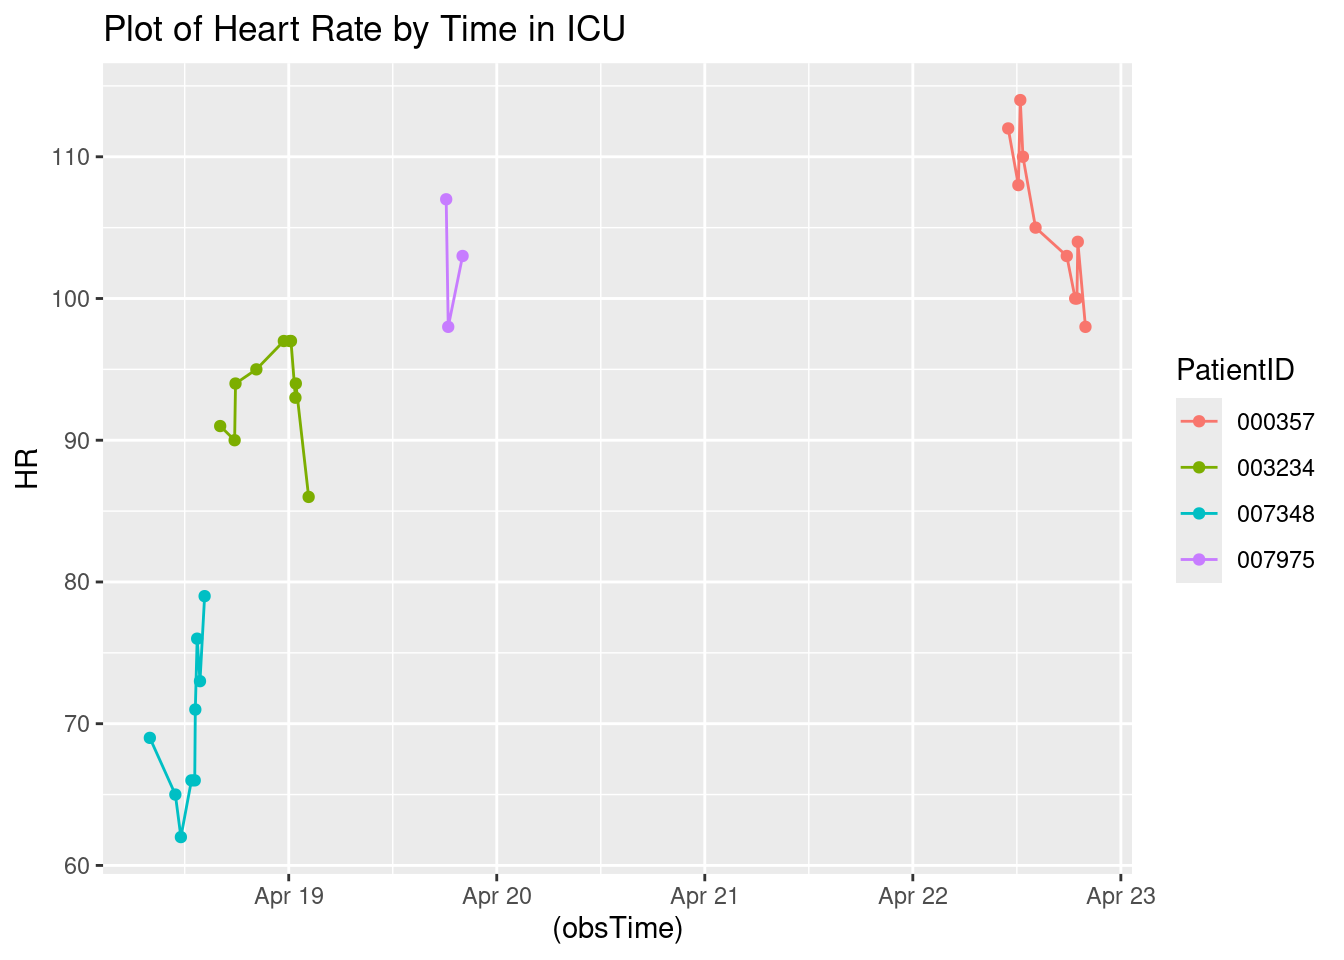 Plot of Heart Rate by Time in ICU
110
100
90
80
70
60
HR
Apr 19 Apr 20 Apr 21 Apr 22 Apr 23
(obsTime)
PatientID
000357
003234
007348
007975